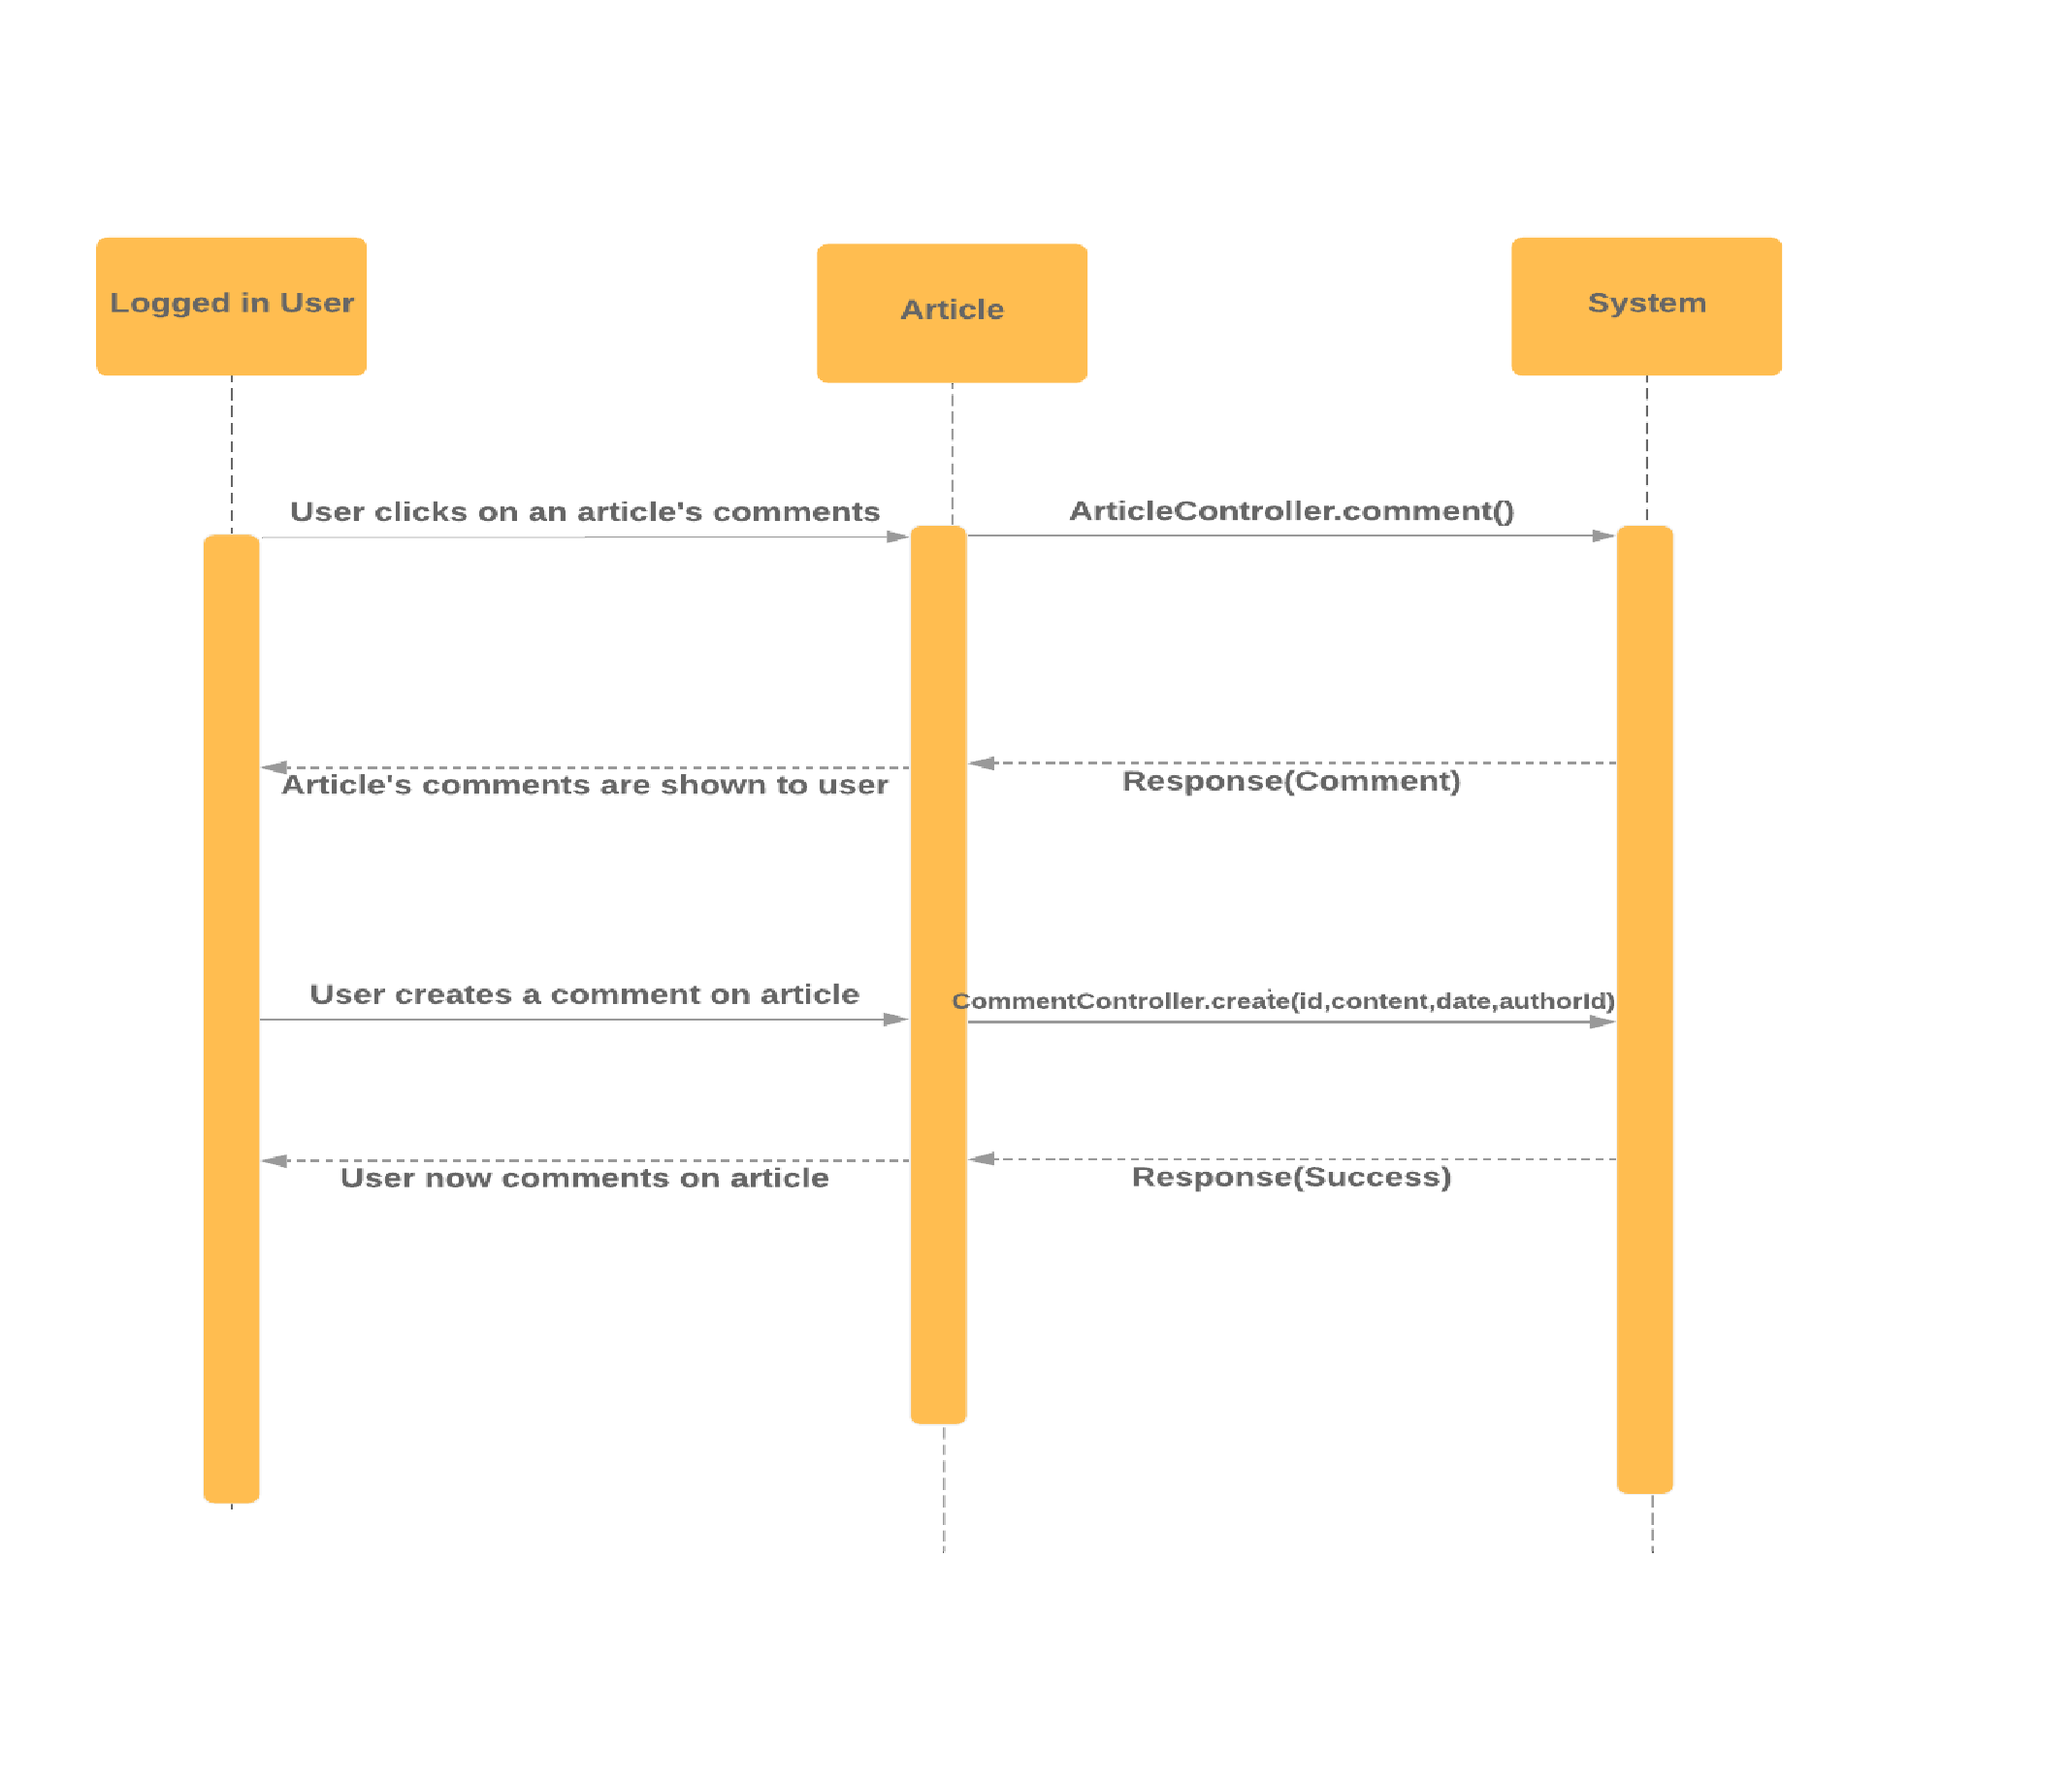 Logged in User
Article
System
User clicks on an article's comments
ArticleController.comment()
Article's comments are shown to user
Response(Comment)
User creates a comment on article
CommentController.create(id,content,date,authorId)
User now comments on article
Response(Success)